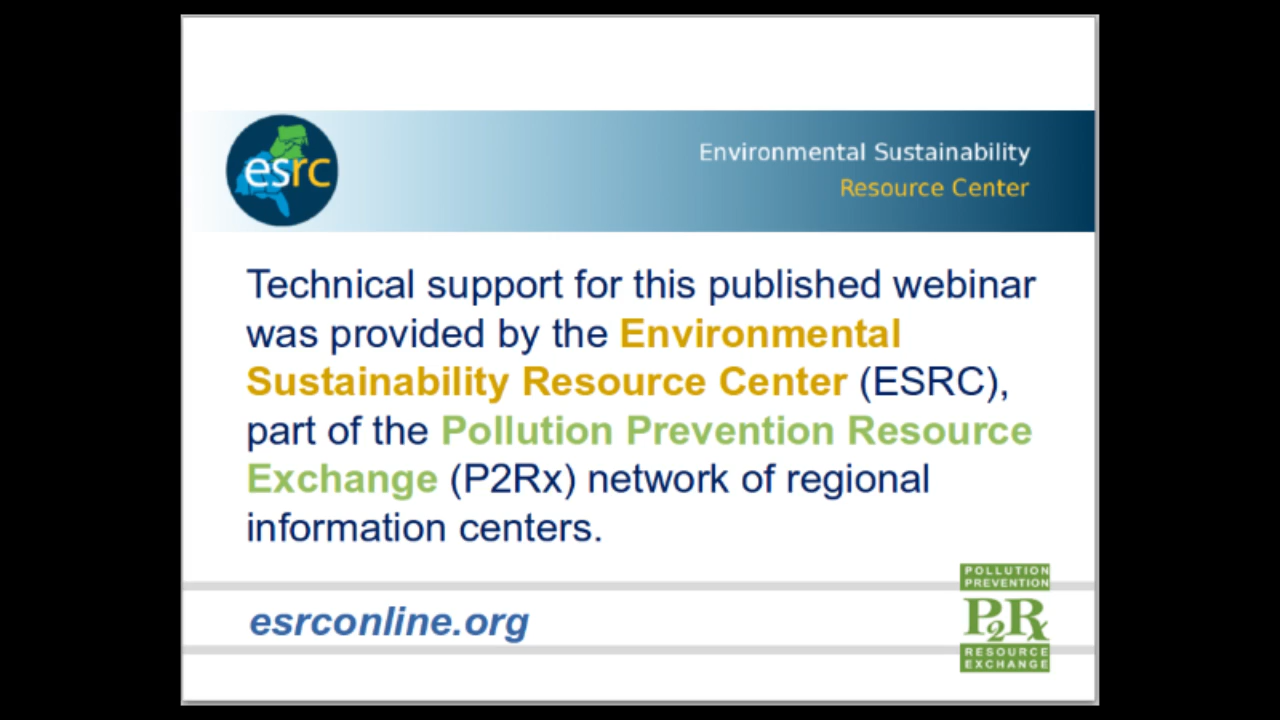 esrc
Environmental Sustainability
Resource Center
Technical support for this published webinar
was provided by the Environmental
Sustainability Resource Center (ESRC),
part of the Pollution Prevention Resource
Exchange (P2Rx) network of regional
information centers.
esrconline.org
POLLUTION
PREVENTION
P2Rx
RESOURCE
EXCHANGE